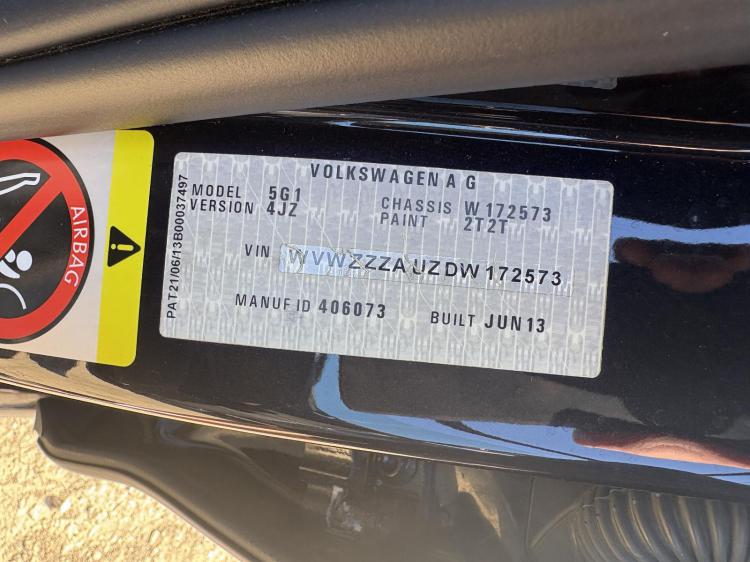 VOLKSWAGEN A G
MODEL 5G1 CHASSIS W 172573
VERSION 4JZ PAINT 2T2T
VIN WVWZZZAUZDW172573
MANUF ID 406073 BUILT JUN13
PAT21/06/13B00037497
AIRBAG